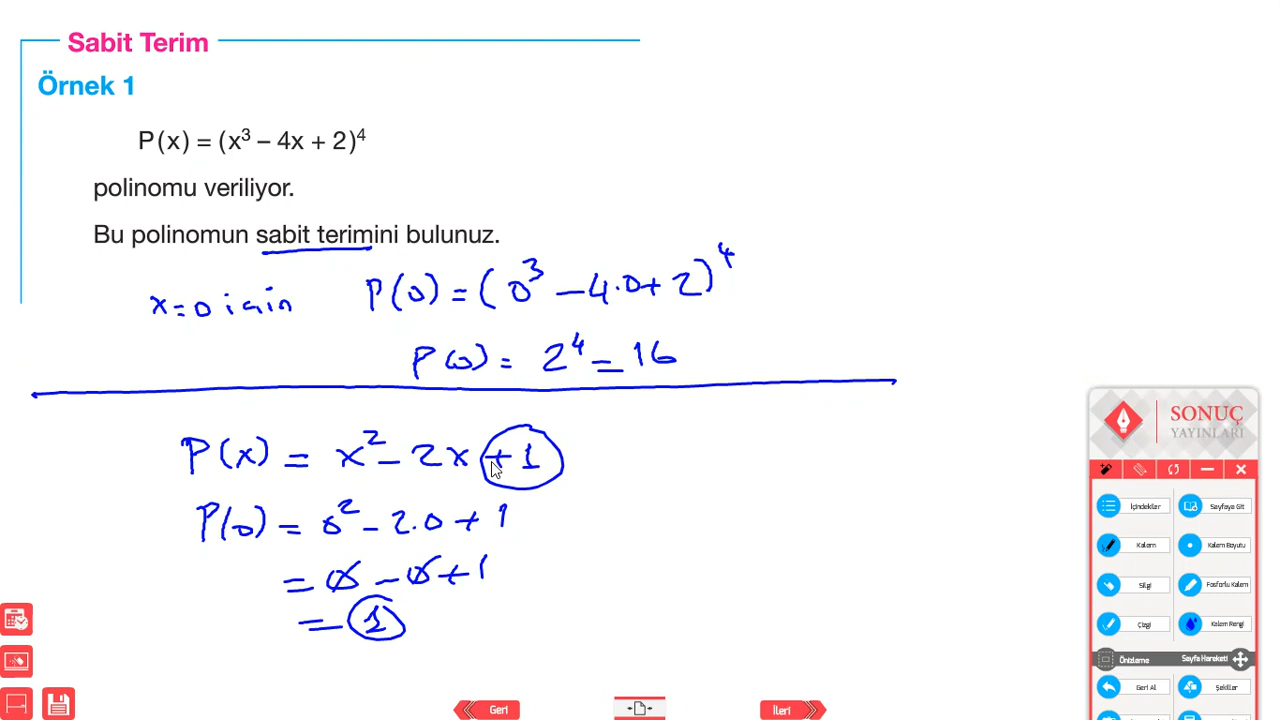 Sabit Terim
Örnek 1
P(x) = (x³ – 4x + 2)⁴
polinomu veriliyor.
Bu polinomun sabit terimini bulunuz.
x=0 için P(0) = (0³ – 4.0+2)⁴
P(0) = 2⁴ = 16
P(x) = x² – 2x + 1
P(0) = 0² – 2.0 + 1
= 0 – 0 + 1
= 1
SONUÇ
YAYINLARI
İçindekiler
Sayfaya Git
Kalem
Kalem Boyutu
Silgi
Fosforlu Kalem
Çizgi
Kalem Rengi
Önizleme
Sayfa Hareketi
Geri Al
Şekiller
Geri
İleri